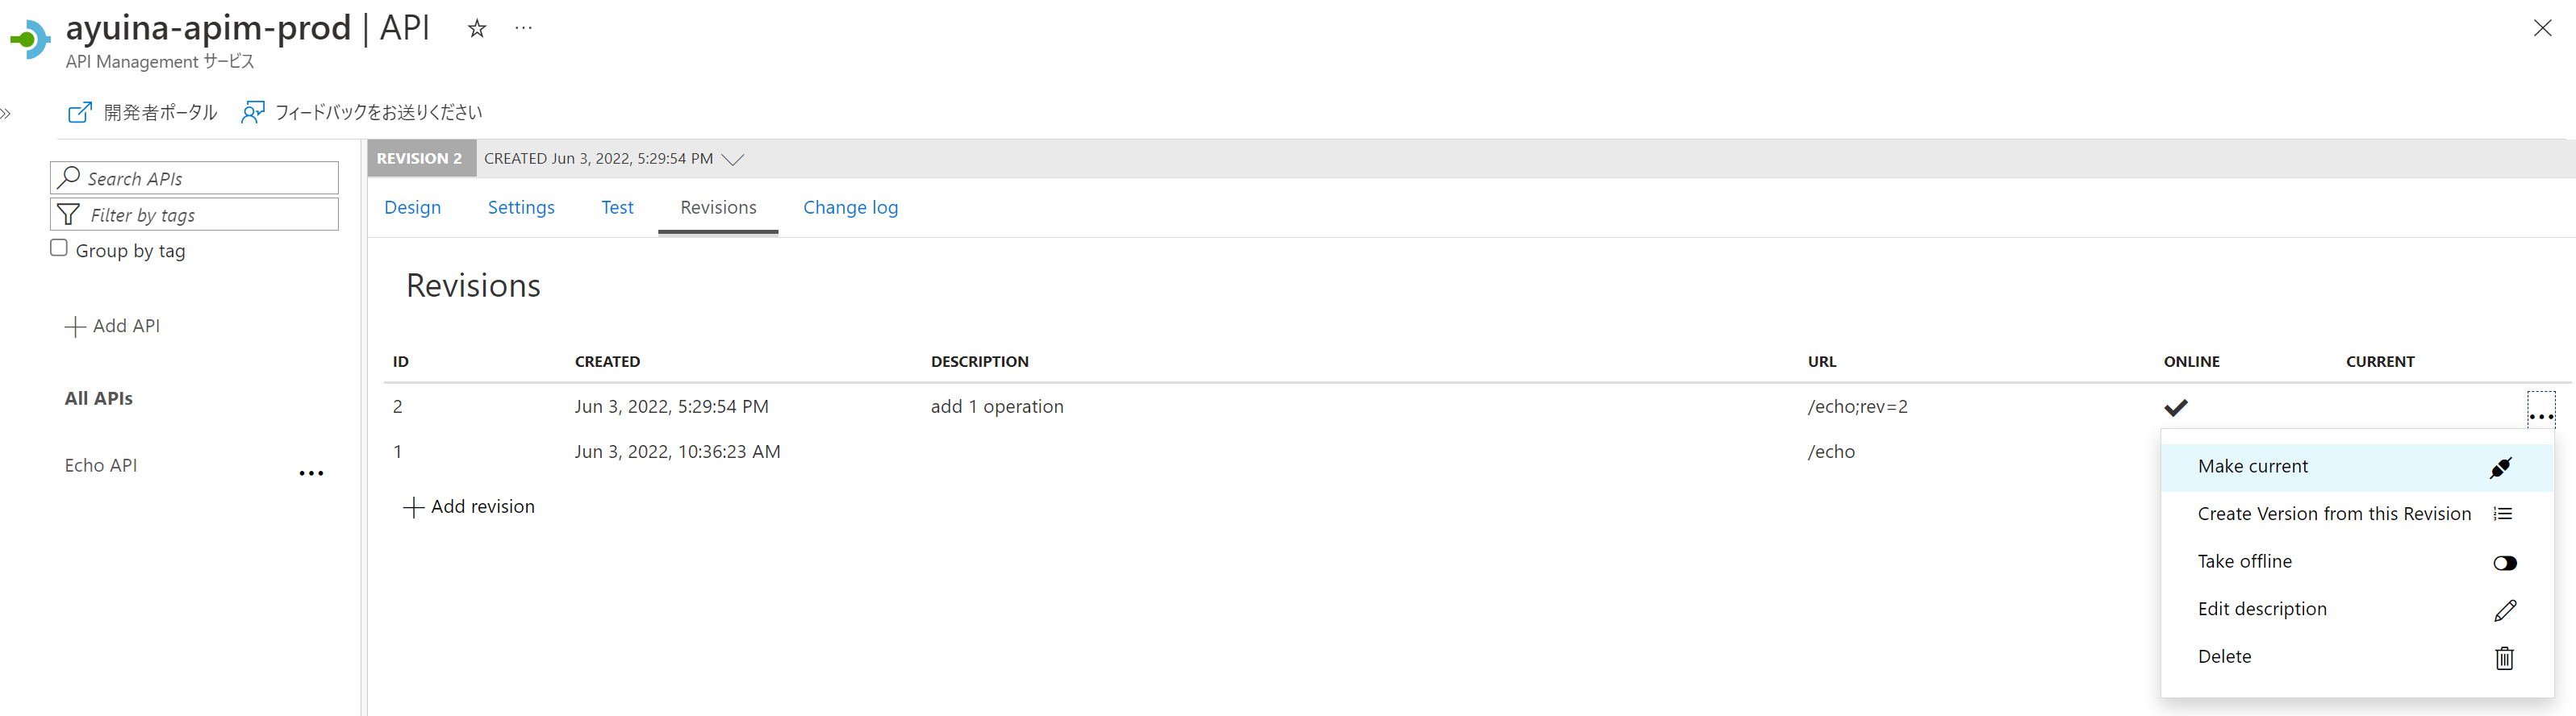 ayuina-apim-prod | API
API Management サービス
開発者ポータル
フィードバックをお送りください
Search APIs
Filter by tags
Group by tag
Add API
All APIs
Echo API
REVISION 2 CREATED Jun 3, 2022, 5:29:54 PM
Design Settings Test Revisions Change log
Revisions
ID CREATED DESCRIPTION URL ONLINE CURRENT
2 Jun 3, 2022, 5:29:54 PM add 1 operation /echo;rev=2
1 Jun 3, 2022, 10:36:23 AM /echo
Add revision
Make current
Create Version from this Revision
Take offline
Edit description
Delete